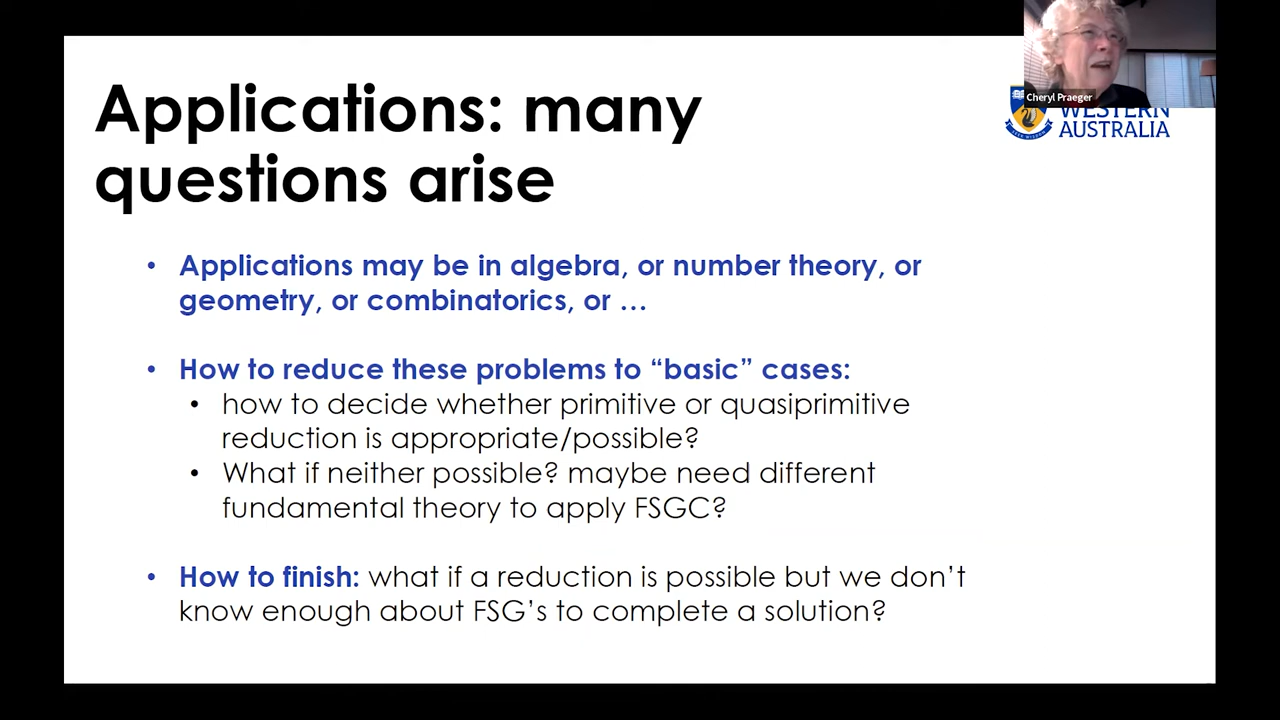 Applications: many
questions arise
Cheryl Praeger
WESTERN
AUSTRALIA
• Applications may be in algebra, or number theory, or
geometry, or combinatorics, or …
• How to reduce these problems to “basic” cases:
• how to decide whether primitive or quasiprimitive
reduction is appropriate/possible?
• What if neither possible? maybe need different
fundamental theory to apply FSGC?
• How to finish: what if a reduction is possible but we don’t
know enough about FSG’s to complete a solution?